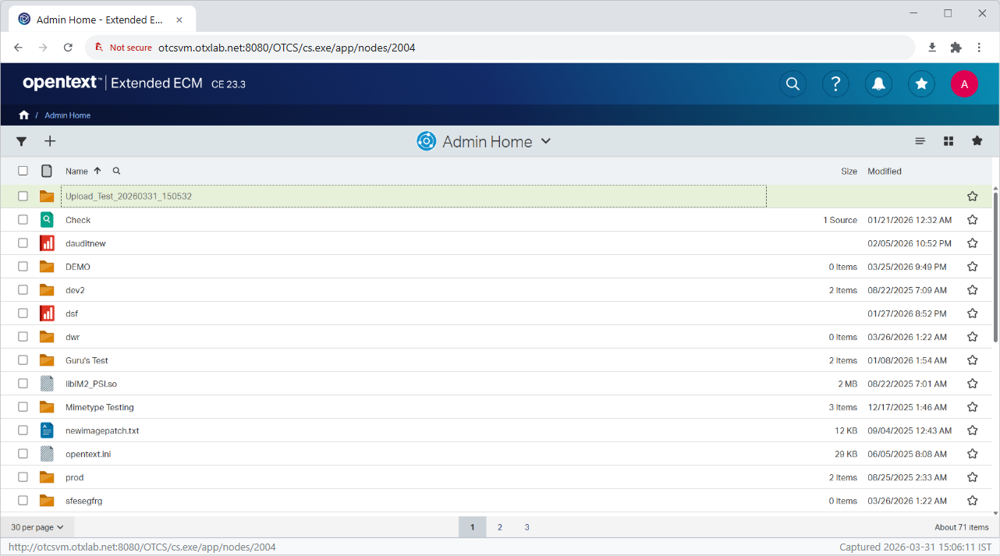 Admin Home - Extended E...
Not secure otcsvm.otxlab.net:8080/OTCS/cs.exe/app/nodes/2004
opentext™ | Extended ECM CE 23.3
A
/ Admin Home
Admin Home
Name Size Modified
Upload_Test_20260331_150532
Check 1 Source 01/21/2026 12:32 AM
dauditnew 02/05/2026 10:52 PM
DEMO 0 Items 03/25/2026 9:49 PM
dev2 2 Items 08/22/2025 7:09 AM
dsf 01/27/2026 8:52 PM
dwr 0 Items 03/26/2026 1:22 AM
Guru's Test 2 Items 01/08/2026 1:54 AM
libIM2_PSI.so 2 MB 08/22/2025 7:01 AM
Mimetype Testing 3 Items 12/17/2025 1:46 AM
newimagepatch.txt 12 KB 09/04/2025 12:43 AM
opentext.ini 29 KB 06/05/2025 8:08 AM
prod 2 Items 08/25/2025 2:33 AM
sfesegfrg 0 Items 03/26/2026 1:22 AM
30 per page 1 2 3 About 71 items
http://otcsvm.otxlab.net:8080/OTCS/cs.exe/app/nodes/2004 Captured 2026-03-31 15:06:11 IST